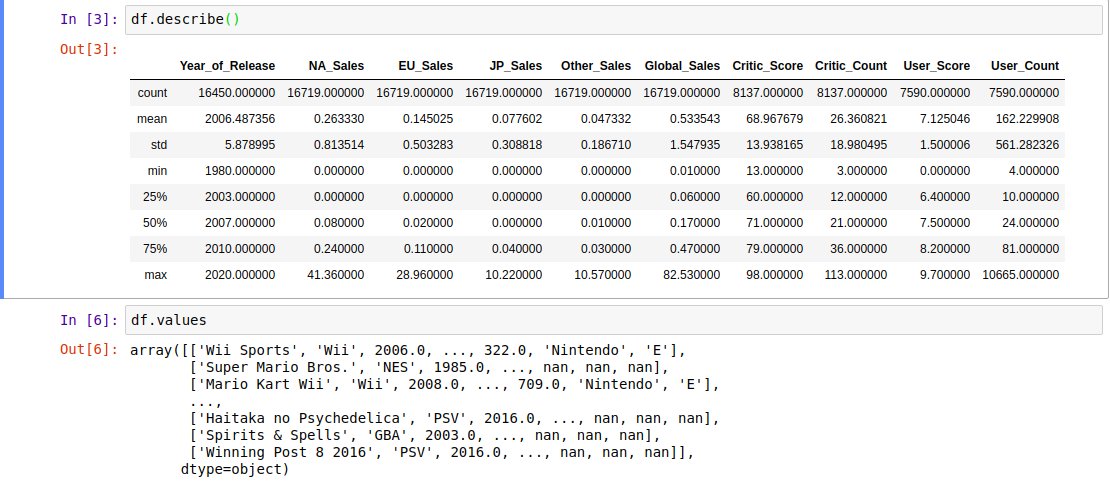 In [3]: df.describe()
Out[3]:
Year_of_Release NA_Sales EU_Sales JP_Sales Other_Sales Global_Sales Critic_Score Critic_Count User_Score User_Count
count 16450.000000 16719.000000 16719.000000 16719.000000 16719.000000 16719.000000 8137.000000 8137.000000 7590.000000 7590.000000
mean 2006.487356 0.263330 0.145025 0.077602 0.047332 0.533543 68.967679 26.360821 7.125046 162.229908
std 5.878995 0.813514 0.503283 0.308818 0.186710 1.547935 13.938165 18.980495 1.500006 561.282326
min 1980.000000 0.000000 0.000000 0.000000 0.000000 0.010000 13.000000 3.000000 0.000000 4.000000
25% 2003.000000 0.000000 0.000000 0.000000 0.000000 0.060000 60.000000 12.000000 6.400000 10.000000
50% 2007.000000 0.080000 0.020000 0.000000 0.010000 0.170000 71.000000 21.000000 7.500000 24.000000
75% 2010.000000 0.240000 0.110000 0.040000 0.030000 0.470000 79.000000 36.000000 8.200000 81.000000
max 2020.000000 41.360000 28.960000 10.220000 10.570000 82.530000 98.000000 113.000000 9.700000 10665.000000
In [6]: df.values
Out[6]: array([['Wii Sports', 'Wii', 2006.0, ..., 322.0, 'Nintendo', 'E'],
['Super Mario Bros.', 'NES', 1985.0, ..., nan, nan, nan],
['Mario Kart Wii', 'Wii', 2008.0, ..., 709.0, 'Nintendo', 'E'],
...,
['Haitaka no Psychedelica', 'PSV', 2016.0, ..., nan, nan, nan],
['Spirits & Spells', 'GBA', 2003.0, ..., nan, nan, nan],
['Winning Post 8 2016', 'PSV', 2016.0, ..., nan, nan, nan]],
dtype=object)